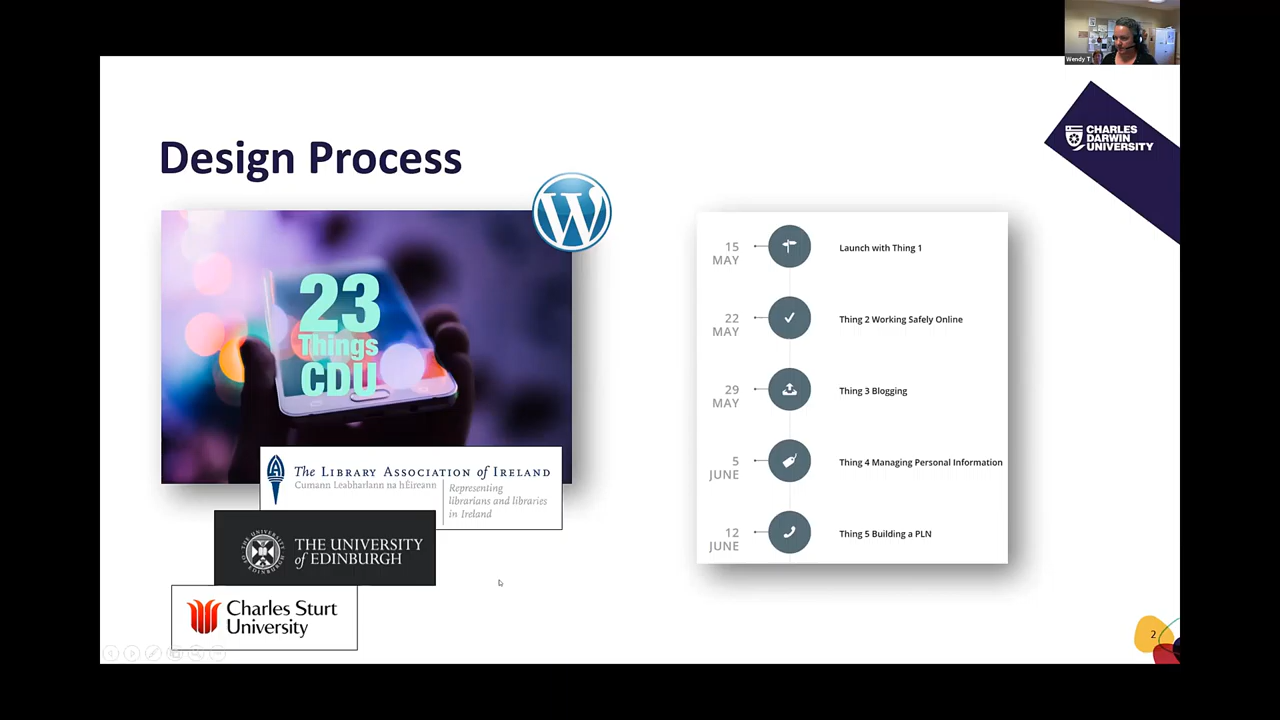 Wendy T
CHARLES
DARWIN
UNIVERSITY
Design Process
W
23
Things
CDU
The Library Association of Ireland
Cumann Leabharlann na hÉireann
Representing
librarians and libraries
in Ireland
THE UNIVERSITY
of EDINBURGH
Charles Sturt
University
15
MAY
Launch with Thing 1
22
MAY
Thing 2 Working Safely Online
29
MAY
Thing 3 Blogging
5
JUNE
Thing 4 Managing Personal Information
12
JUNE
Thing 5 Building a PLN
2